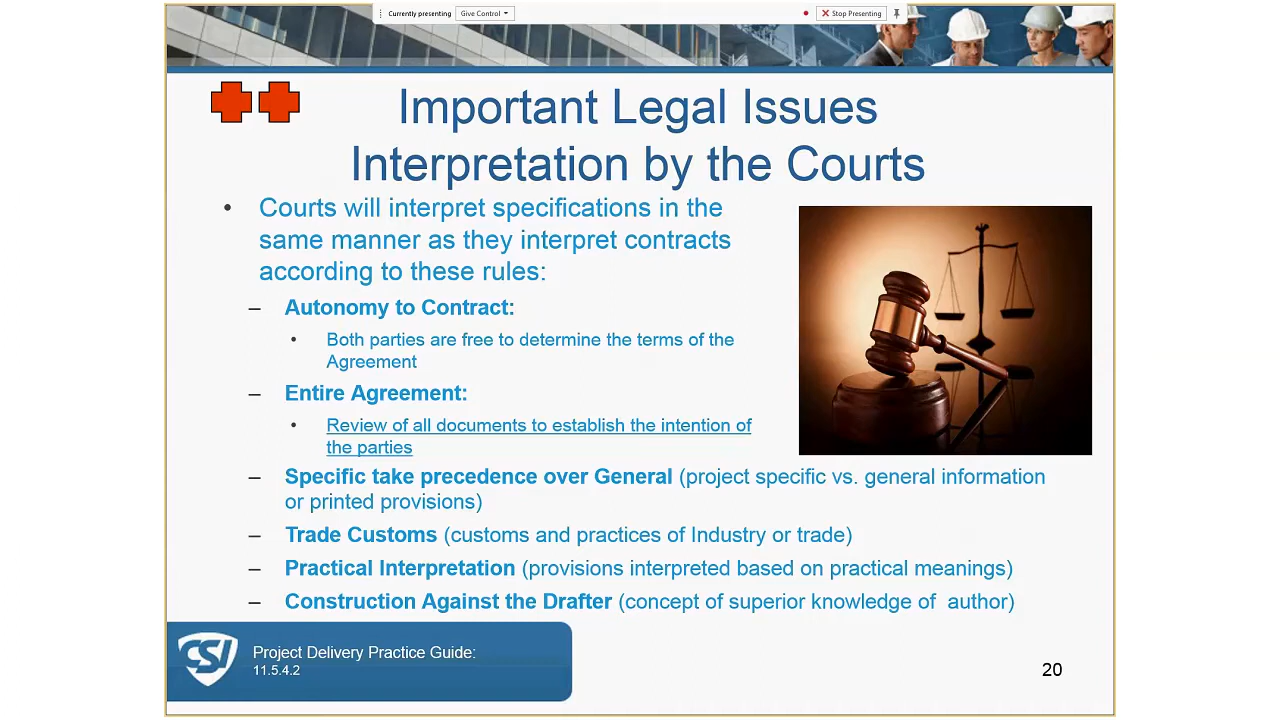 Currently presenting Give Control Stop Presenting
Important Legal Issues
Interpretation by the Courts
• Courts will interpret specifications in the
same manner as they interpret contracts
according to these rules:
– Autonomy to Contract:
• Both parties are free to determine the terms of the
Agreement
– Entire Agreement:
• Review of all documents to establish the intention of
the parties
– Specific take precedence over General (project specific vs. general information
or printed provisions)
– Trade Customs (customs and practices of Industry or trade)
– Practical Interpretation (provisions interpreted based on practical meanings)
– Construction Against the Drafter (concept of superior knowledge of author)
CSI
Project Delivery Practice Guide:
11.5.4.2
20